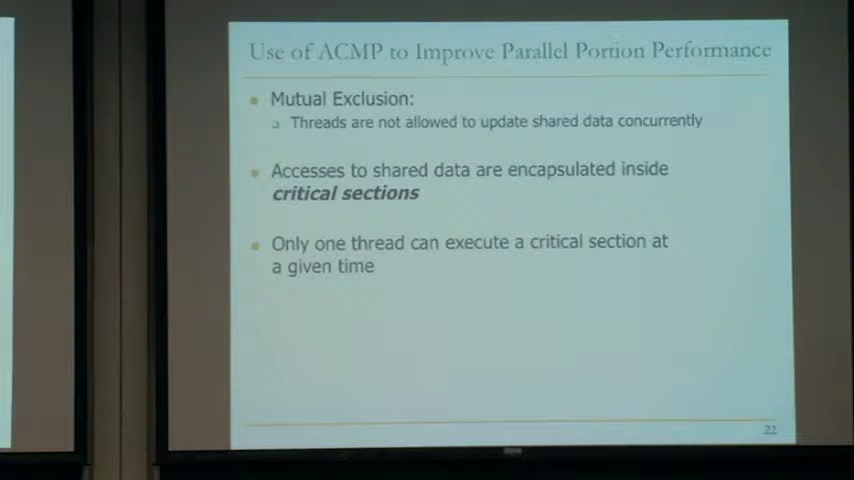 Use of ACMP to Improve Parallel Portion Performance
Mutual Exclusion:
Threads are not allowed to update shared data concurrently
Accesses to shared data are encapsulated inside
critical sections
Only one thread can execute a critical section at
a given time
22